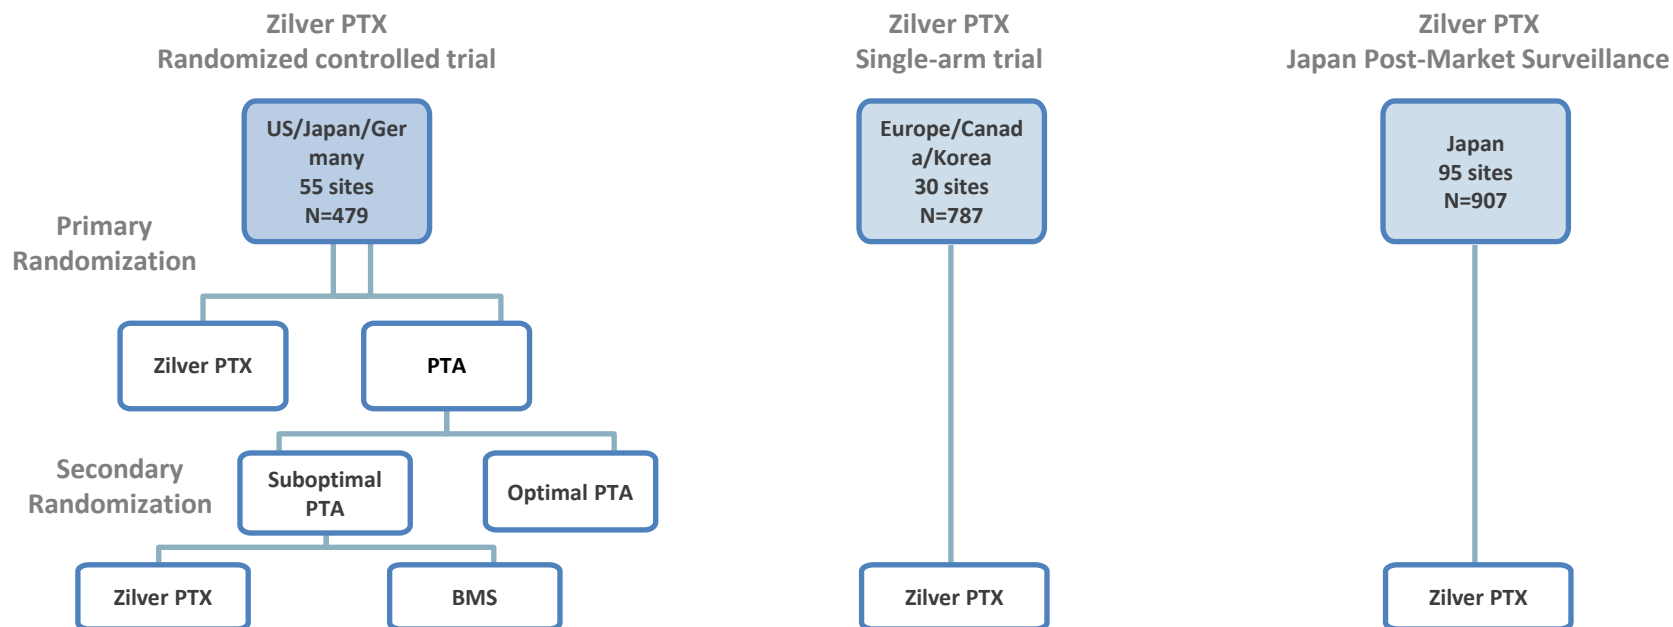 Zilver PTX
Randomized controlled trial
US/Japan/Ger
many
55 sites
N=479
Primary
Randomization
Zilver PTX
PTA
Secondary
Randomization
Suboptimal
PTA
Optimal PTA
Zilver PTX
BMS
Zilver PTX
Single-arm trial
Europe/Canad
a/Korea
30 sites
N=787
Zilver PTX
Zilver PTX
Japan Post-Market Surveillance
Japan
95 sites
N=907
Zilver PTX